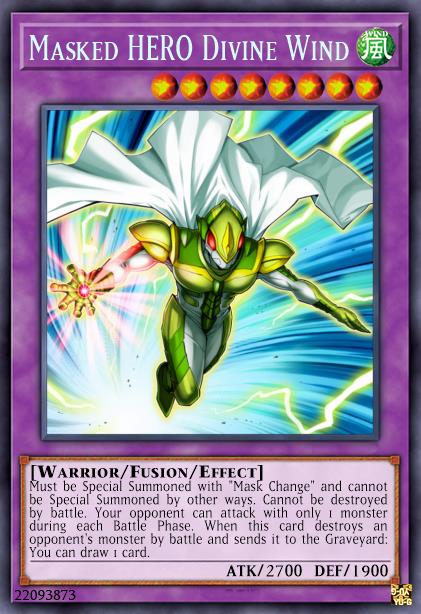 Masked HERO Divine Wind
WIND
風
[Warrior/Fusion/Effect]
Must be Special Summoned with "Mask Change" and cannot
be Special Summoned by other ways. Cannot be destroyed
by battle. Your opponent can attack with only 1 monster
during each Battle Phase. When this card destroys an
opponent's monster by battle and sends it to the Graveyard:
You can draw 1 card.
ATK/2700 DEF/1900
22093873